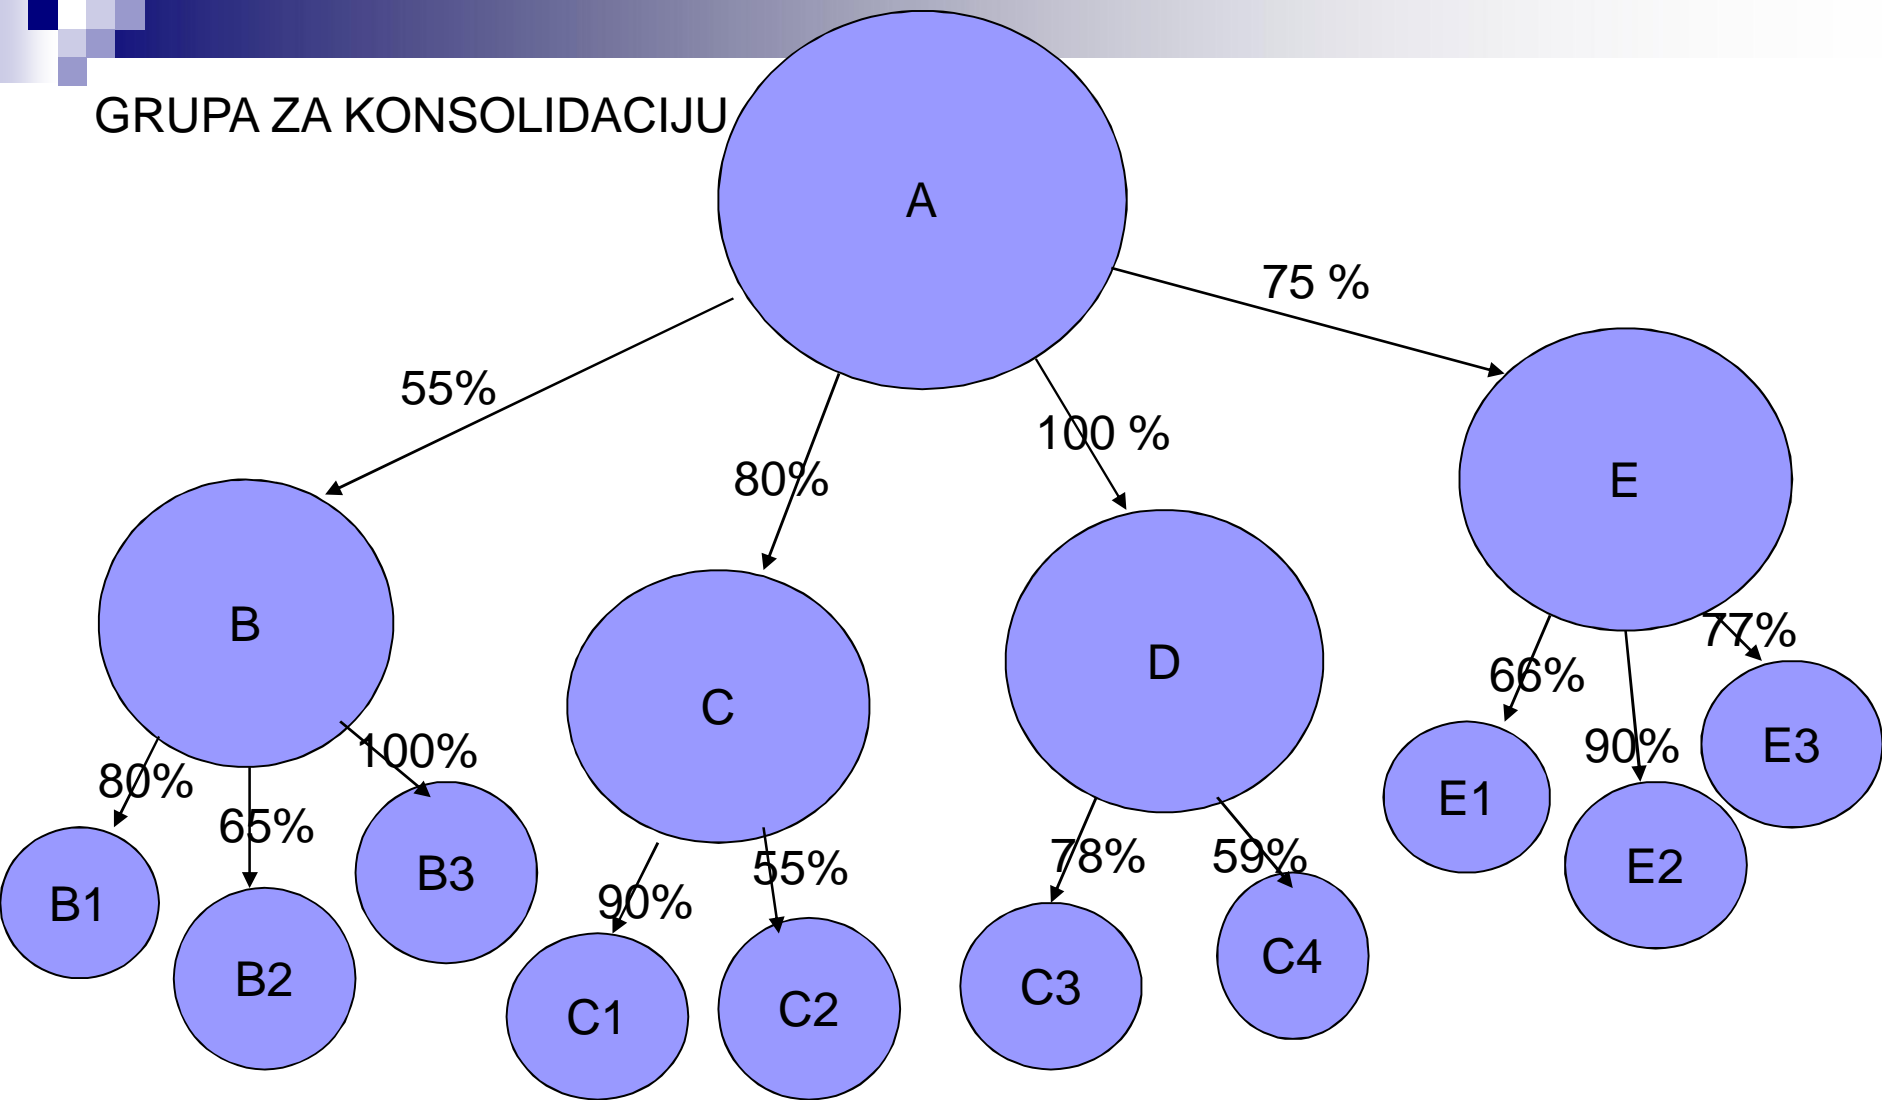 GRUPA ZA KONSOLIDACIJU
A
75 %
55%
100 %
80%
E
B
77%
D
66%
C
90%
100%
E3
80%
E1
65%
78%
59%
55%
E2
B3
90%
B1
C4
B2
C3
C2
C1